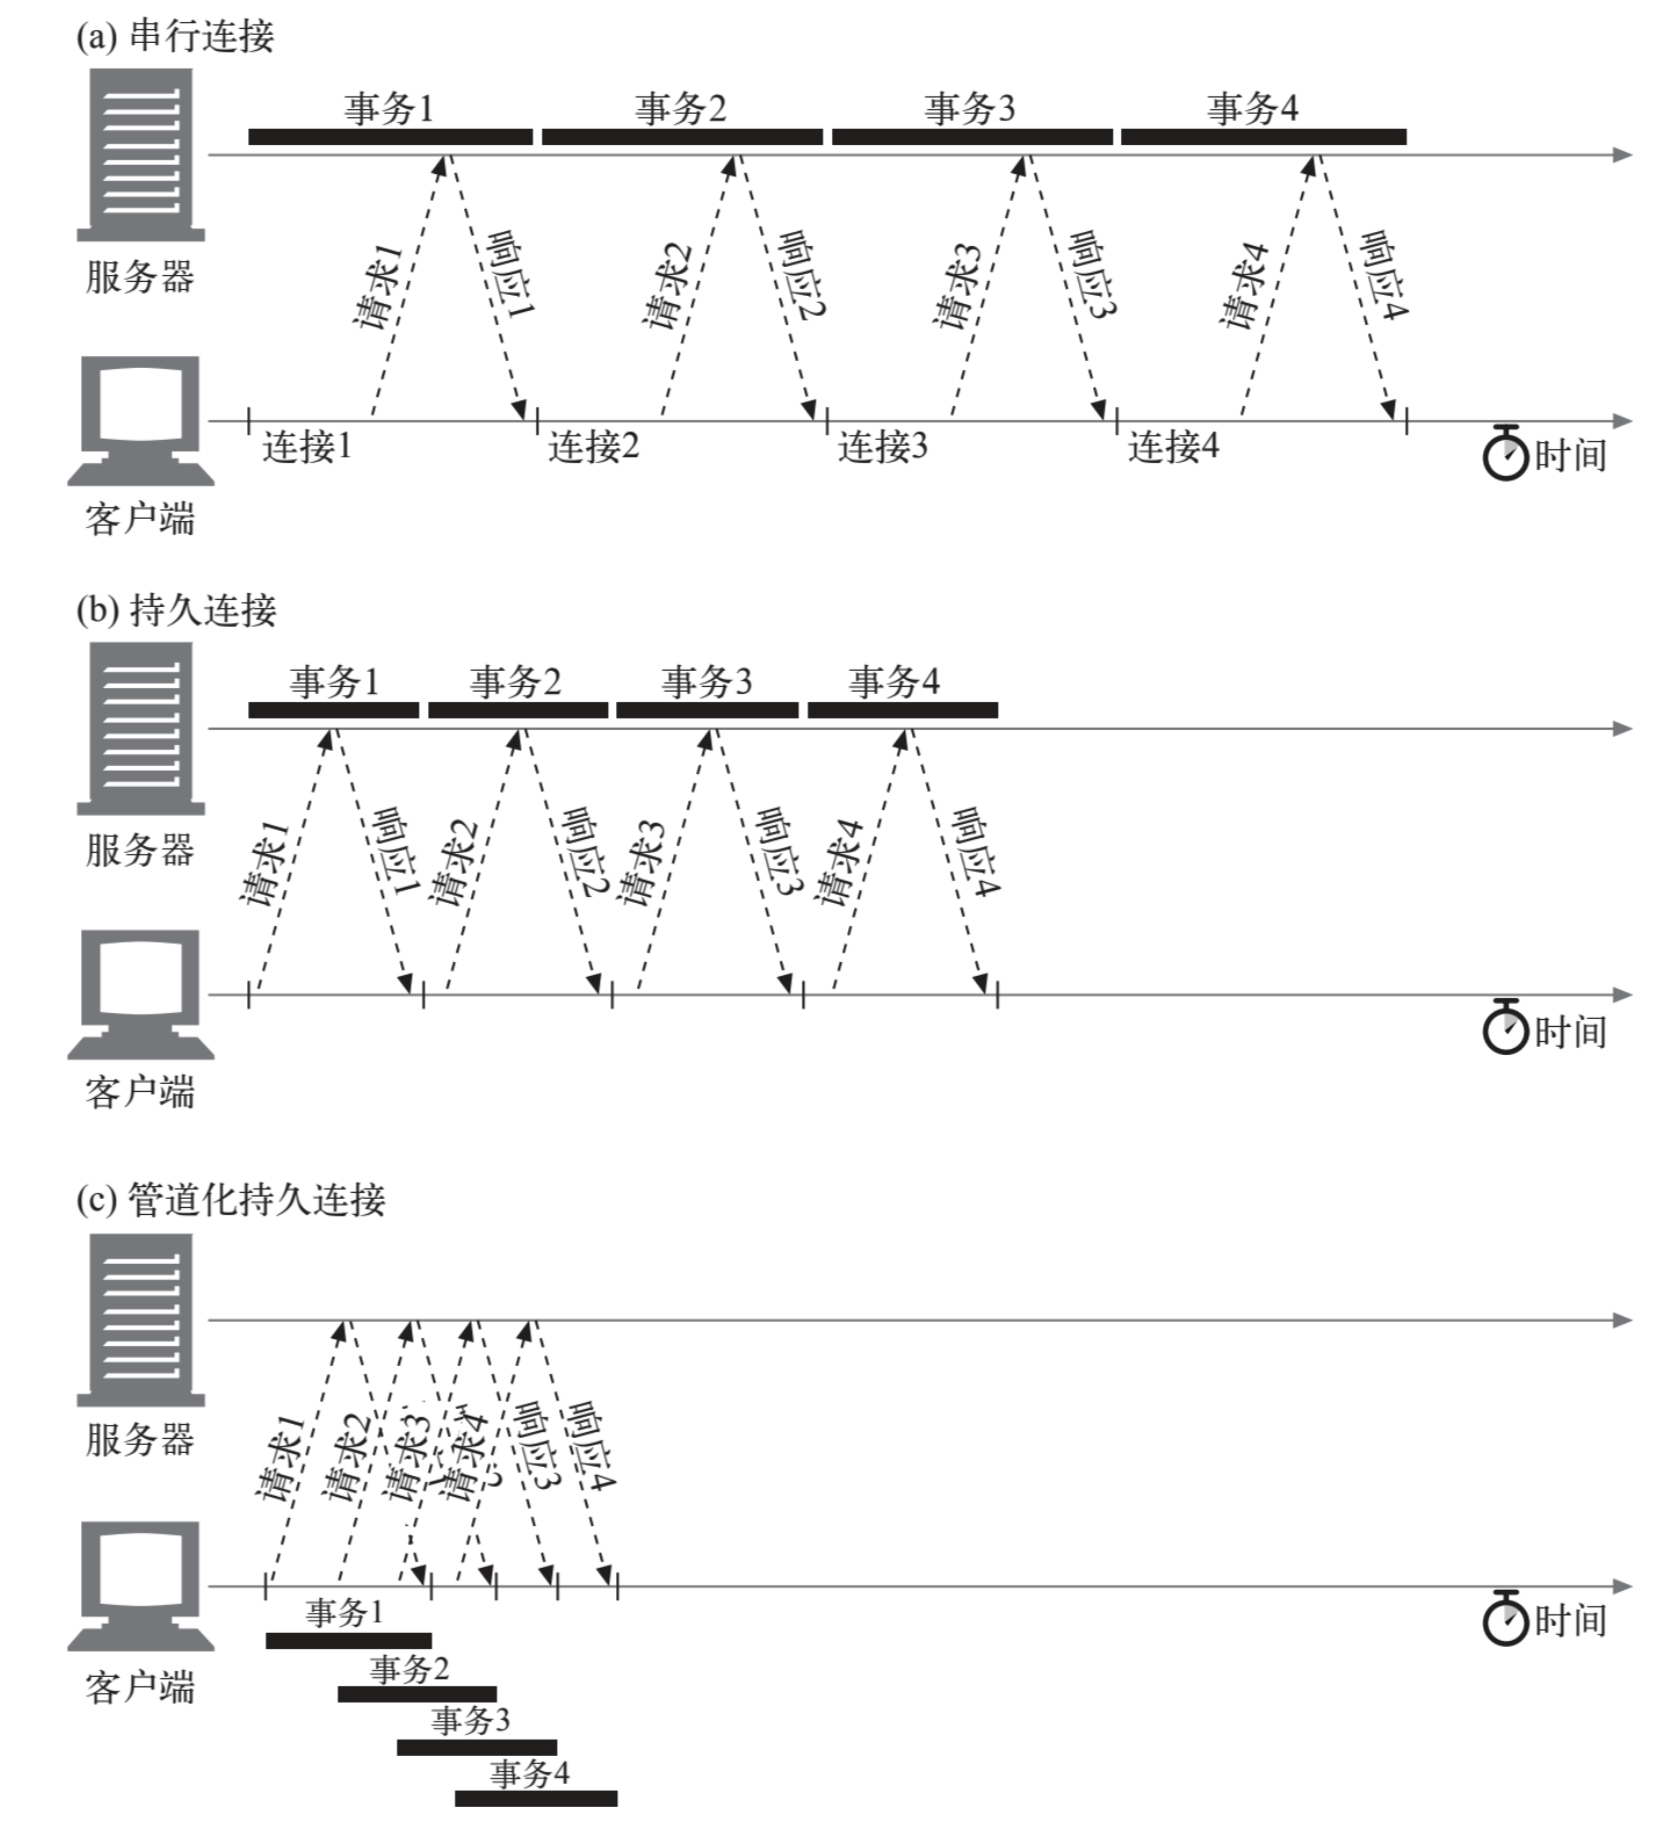 (a) 串行连接
事务1 事务2 事务3 事务4
请求1 响应1 请求2 响应2 请求3 响应3 请求4 响应4
服务器
连接1 连接2 连接3 连接4
时间
客户端
(b) 持久连接
事务1 事务2 事务3 事务4
请求1 响应1 请求2 响应2 请求3 响应3 请求4 响应4
服务器
时间
客户端
(c) 管道化持久连接
请求1 请求2 请求3 请求4 响应3 响应4
服务器
事务1
时间
客户端
事务2
事务3
事务4